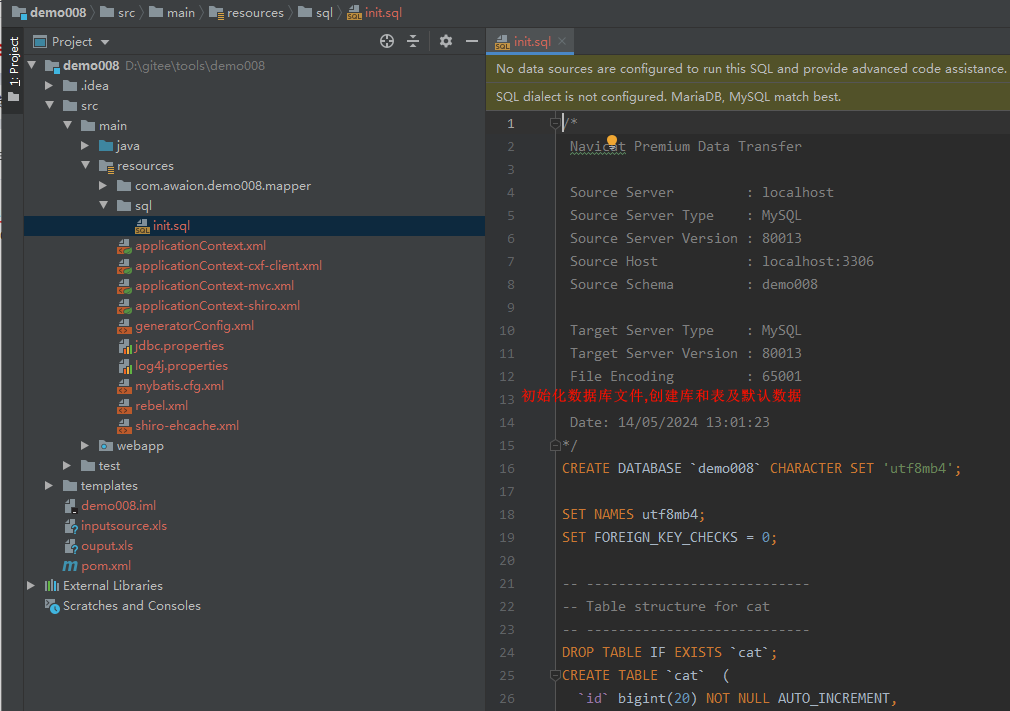 demo008 src main resources sql init.sql
1: Project
Project
init.sql
demo008 D:\gitee\tools\demo008
.idea
src
main
java
resources
com.awaion.demo008.mapper
sql
init.sql
applicationContext.xml
applicationContext-cxf-client.xml
applicationContext-mvc.xml
applicationContext-shiro.xml
generatorConfig.xml
jdbc.properties
log4j.properties
mybatis.cfg.xml
rebel.xml
shiro-ehcache.xml
webapp
test
templates
demo008.iml
inputsource.xls
ouput.xls
pom.xml
External Libraries
Scratches and Consoles
No data sources are configured to run this SQL and provide advanced code assistance.
SQL dialect is not configured. MariaDB, MySQL match best.
1 /*
2 Navicat Premium Data Transfer
3
4 Source Server : localhost
5 Source Server Type : MySQL
6 Source Server Version : 80013
7 Source Host : localhost:3306
8 Source Schema : demo008
9
10 Target Server Type : MySQL
11 Target Server Version : 80013
12 File Encoding : 65001
13 初始化数据库文件,创建库和表及默认数据
14 Date: 14/05/2024 13:01:23
15 */
16 CREATE DATABASE `demo008` CHARACTER SET 'utf8mb4';
17
18 SET NAMES utf8mb4;
19 SET FOREIGN_KEY_CHECKS = 0;
20
21 -- ----------------------------
22 -- Table structure for cat
23 -- ----------------------------
24 DROP TABLE IF EXISTS `cat`;
25 CREATE TABLE `cat` (
26 `id` bigint(20) NOT NULL AUTO_INCREMENT,